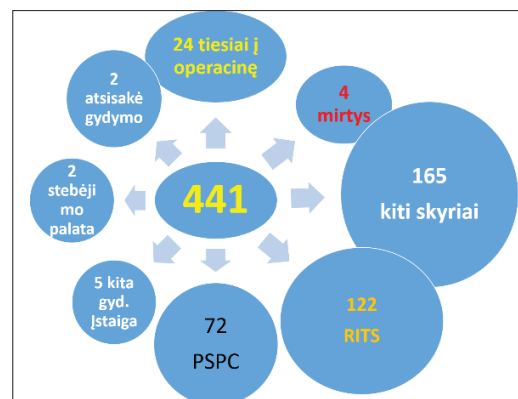 24 tiesiai į
operacinę
2
atsisakė
gydymo
4
mirtys
2
stebėji
mo
palata
441
165
kiti skyriai
5 kita
gyd.
Įstaiga
72
PSPC
122
RITS